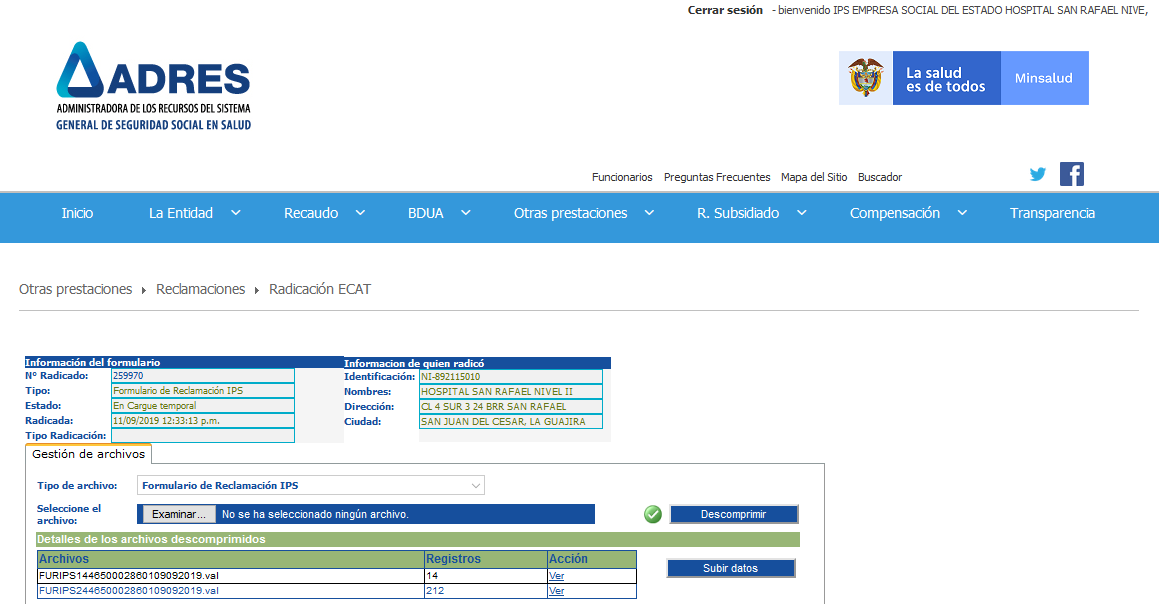 Cerrar sesión - bienvenido IPS EMPRESA SOCIAL DEL ESTADO HOSPITAL SAN RAFAEL NIVE,
ADRES
ADMINISTRADORA DE LOS RECURSOS DEL SISTEMA
GENERAL DE SEGURIDAD SOCIAL EN SALUD
La salud
es de todos
Minsalud
Funcionarios Preguntas Frecuentes Mapa del Sitio Buscador
Inicio La Entidad Recaudo BDUA Otras prestaciones R. Subsidiado Compensación Transparencia
Otras prestaciones Reclamaciones Radicación ECAT
Información del formulario
Nº Radicado: 259970
Tipo: Formulario de Reclamación IPS
Estado: En Cargue temporal
Radicada: 11/09/2019 12:33:13 p.m.
Tipo Radicación:
Informacion de quien radicó
Identificación: NI-892115010
Nombres: HOSPITAL SAN RAFAEL NIVEL II
Dirección: CL 4 SUR 3 24 BRR SAN RAFAEL
Ciudad: SAN JUAN DEL CESAR, LA GUAJIRA
Gestión de archivos
Tipo de archivo: Formulario de Reclamación IPS
Seleccione el
archivo: Examinar... No se ha seleccionado ningún archivo. Descomprimir
Detalles de los archivos descomprimidos
Archivos Registros Acción
FURIPS144650002860109092019.val 14 Ver
FURIPS244650002860109092019.val 212 Ver
Subir datos